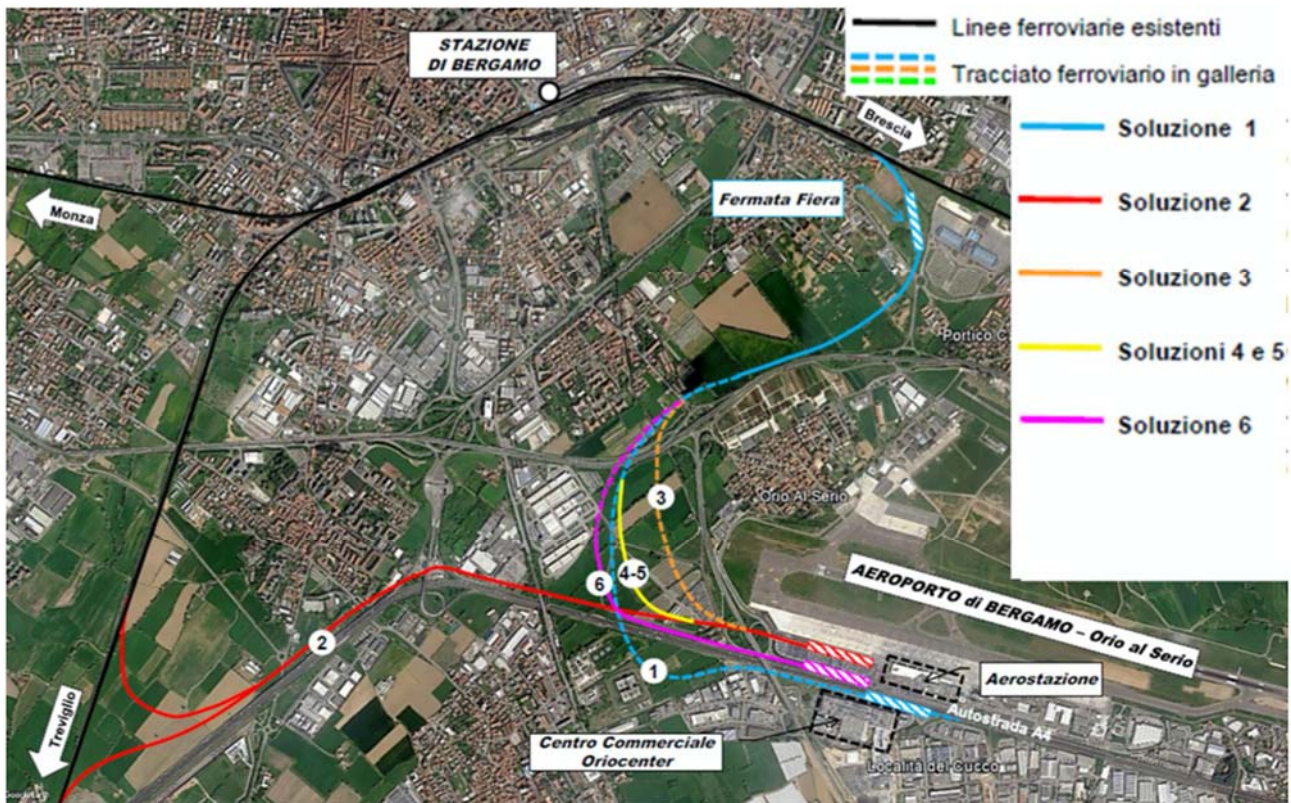 STAZIONE
DI BERGAMO
Linee ferroviarie esistenti
Tracciato ferroviario in galleria
Brescia
Soluzione 1
Monza
Fermata Fiera
Soluzione 2
Soluzione 3
Portico
Soluzioni 4 e 5
Soluzione 6
3
Orio Al Serio
6
4-5
AEROPORTO di BERGAMO – Orio al Serio
2
1
Aerostazione
Treviglio
Autostrada A4
Centro Commerciale
Oriocenter
Località del Cucco